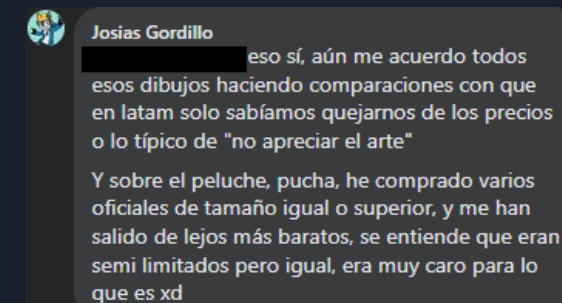 Josias Gordillo
eso sí, aún me acuerdo todos
esos dibujos haciendo comparaciones con que
en latam solo sabíamos quejarnos de los precios
o lo típico de "no apreciar el arte"
Y sobre el peluche, pucha, he comprado varios
oficiales de tamaño igual o superior, y me han
salido de lejos más baratos, se entiende que eran
semi limitados pero igual, era muy caro para lo
que es xd